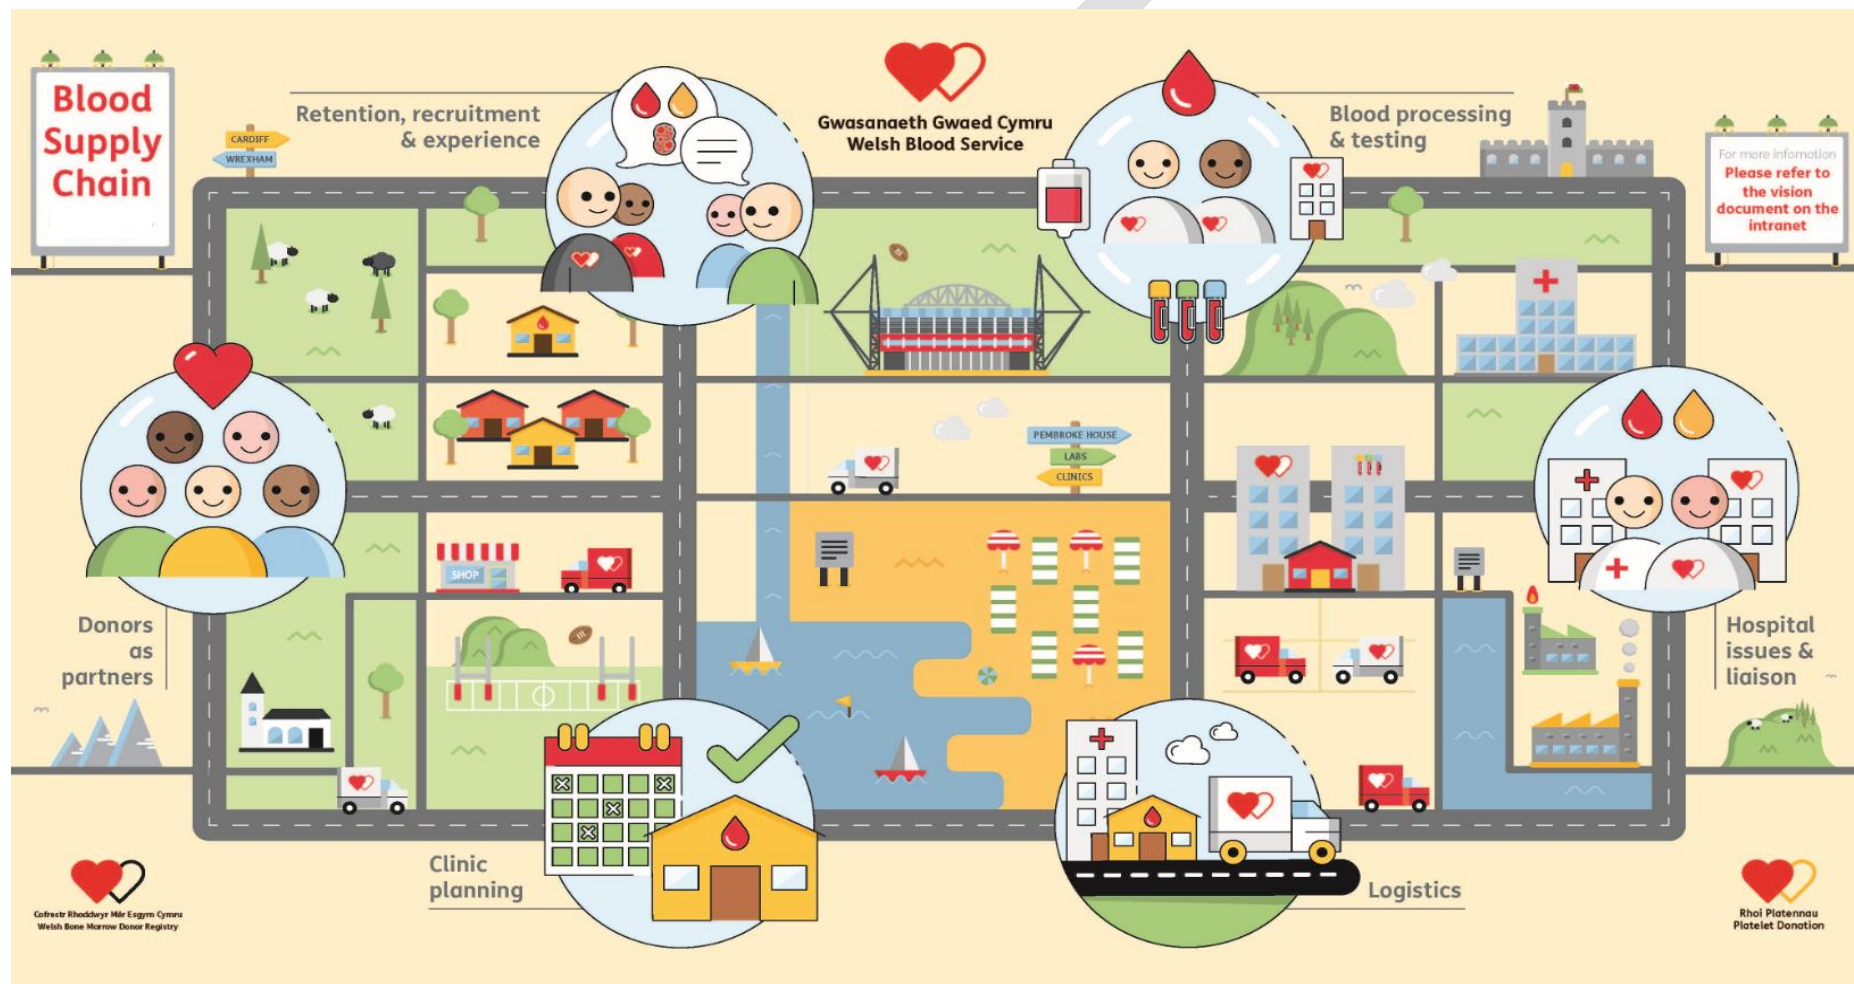 Blood
Supply
Chain
CARDIFF
WREXHAM
Retention, recruitment
& experience
Gwasanaeth Gwaed Cymru
Welsh Blood Service
Blood processing
& testing
For more infomation
Please refer to
the vision
document on the
intranet
PEMBROKE HOUSE
LABS
CLINICS
SHOP
Donors
as
partners
Hospital
issues &
liaison
Clinic
planning
Logistics
Cofrestr Rhoddwyr Mêr Esgyrn Cymru
Welsh Bone Marrow Donor Registry
Rhoi Platennau
Platelet Donation